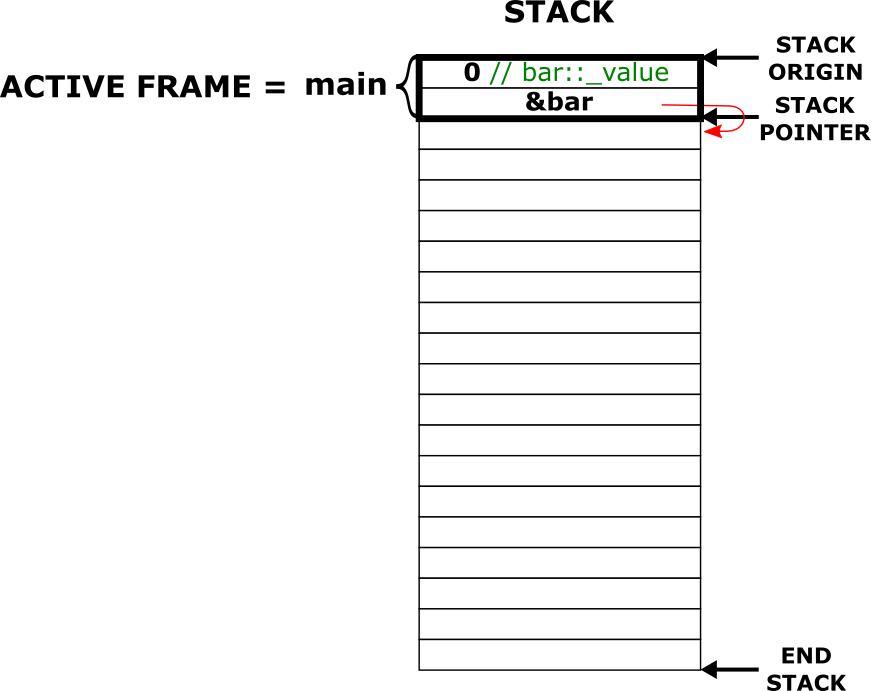 STACK
ACTIVE FRAME = main
0 // bar::_value
&bar
STACK
ORIGIN
STACK
POINTER
END
STACK